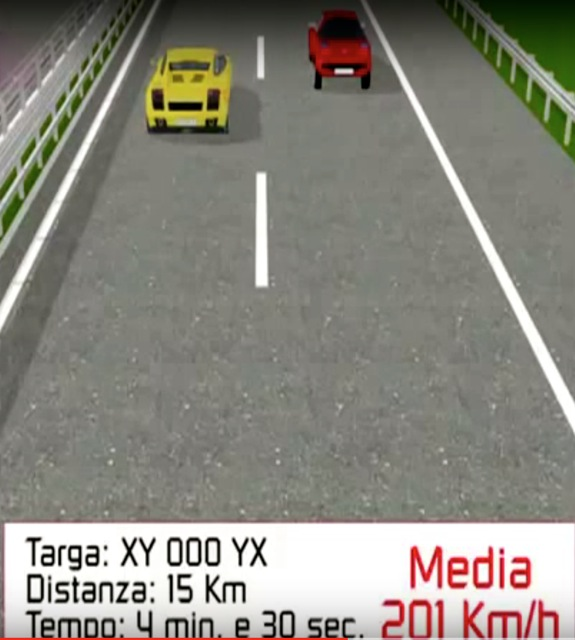 Targa: XY 000 YX
Distanza: 15 Km
Tempo: 4 min. e 30 sec.
Media
201 Km/h